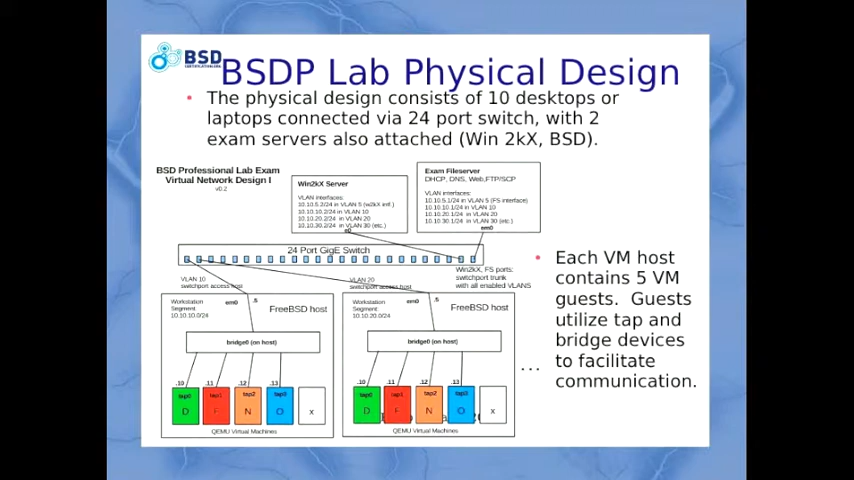 BSD
BSDP Lab Physical Design
• The physical design consists of 10 desktops or
laptops connected via 24 port switch, with 2
exam servers also attached (Win 2kX, BSD).
BSD Professional Lab Exam
Virtual Network Design I
v0.2
Win2kX Server
VLAN interfaces:
10.10.5.2/24 in VLAN 5 (w2kX mtf.)
10.10.10.2/24 in VLAN 10
10.10.20.2/24 in VLAN 20
10.10.30.2/24 in VLAN 30 (etc.)
Exam Fileserver
DHCP, DNS, Web,FTP/SCP
VLAN interfaces:
10.10.5.1/24 in VLAN 5 (FS interface)
10.10.10.1/24 in VLAN 10
10.10.20.1/24 in VLAN 20
10.10.30.1/24 in VLAN 30 (etc.)
em0
24 Port GigE Switch
VLAN 10
switchport access host
VLAN 20
switchport access host
Win2kX, FS ports:
switchport trunk
with all enabled VLANS
Workstation
Segment:
10.10.10.0/24
em0
.5
FreeBSD host
bridge0 (on host)
.10
.11
.12
.13
tap0
tap1
tap2
tap3
D
F
N
O
x
QEMU Virtual Machines
Workstation
Segment:
10.10.20.0/24
em0
.5
FreeBSD host
bridge0 (on host)
.10
.11
.12
.13
tap0
tap1
tap2
tap3
D
F
N
O
x
QEMU Virtual Machines
...
• Each VM host
contains 5 VM
guests. Guests
utilize tap and
bridge devices
to facilitate
communication.